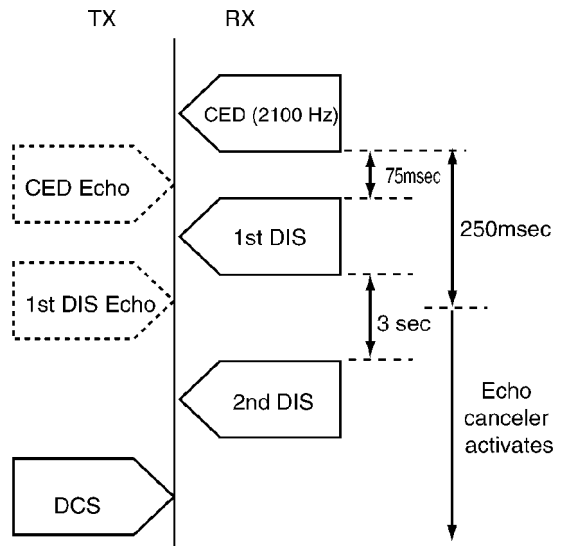 TX
RX
CED (2100 Hz)
CED Echo
75msec
1st DIS
250msec
1st DIS Echo
3 sec
2nd DIS
Echo
canceler
activates
DCS